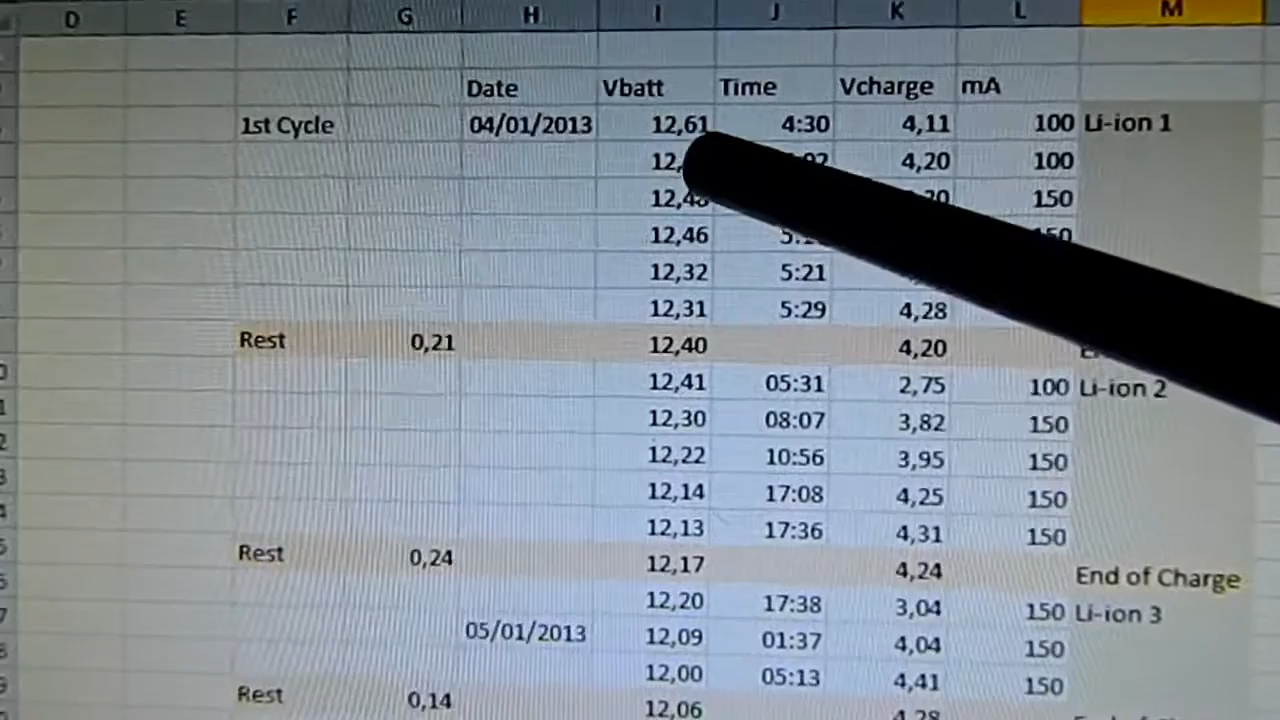 D E F G H I J K L M
Date Vbatt Time Vcharge mA
1st Cycle 04/01/2013 12,61 4:30 4,11 100 Li-ion 1
4,20 100
150
12,46
12,32 5:21
12,31 5:29 4,28
Rest 0,21 12,40 4,20
12,41 05:31 2,75 100 Li-ion 2
12,30 08:07 3,82 150
12,22 10:56 3,95 150
12,14 17:08 4,25 150
12,13 17:36 4,31 150
Rest 0,24 12,17 4,24 End of Charge
12,20 17:38 3,04 150 Li-ion 3
05/01/2013 12,09 01:37 4,04 150
12,00 05:13 4,41 150
Rest 0,14 12,06 4,28